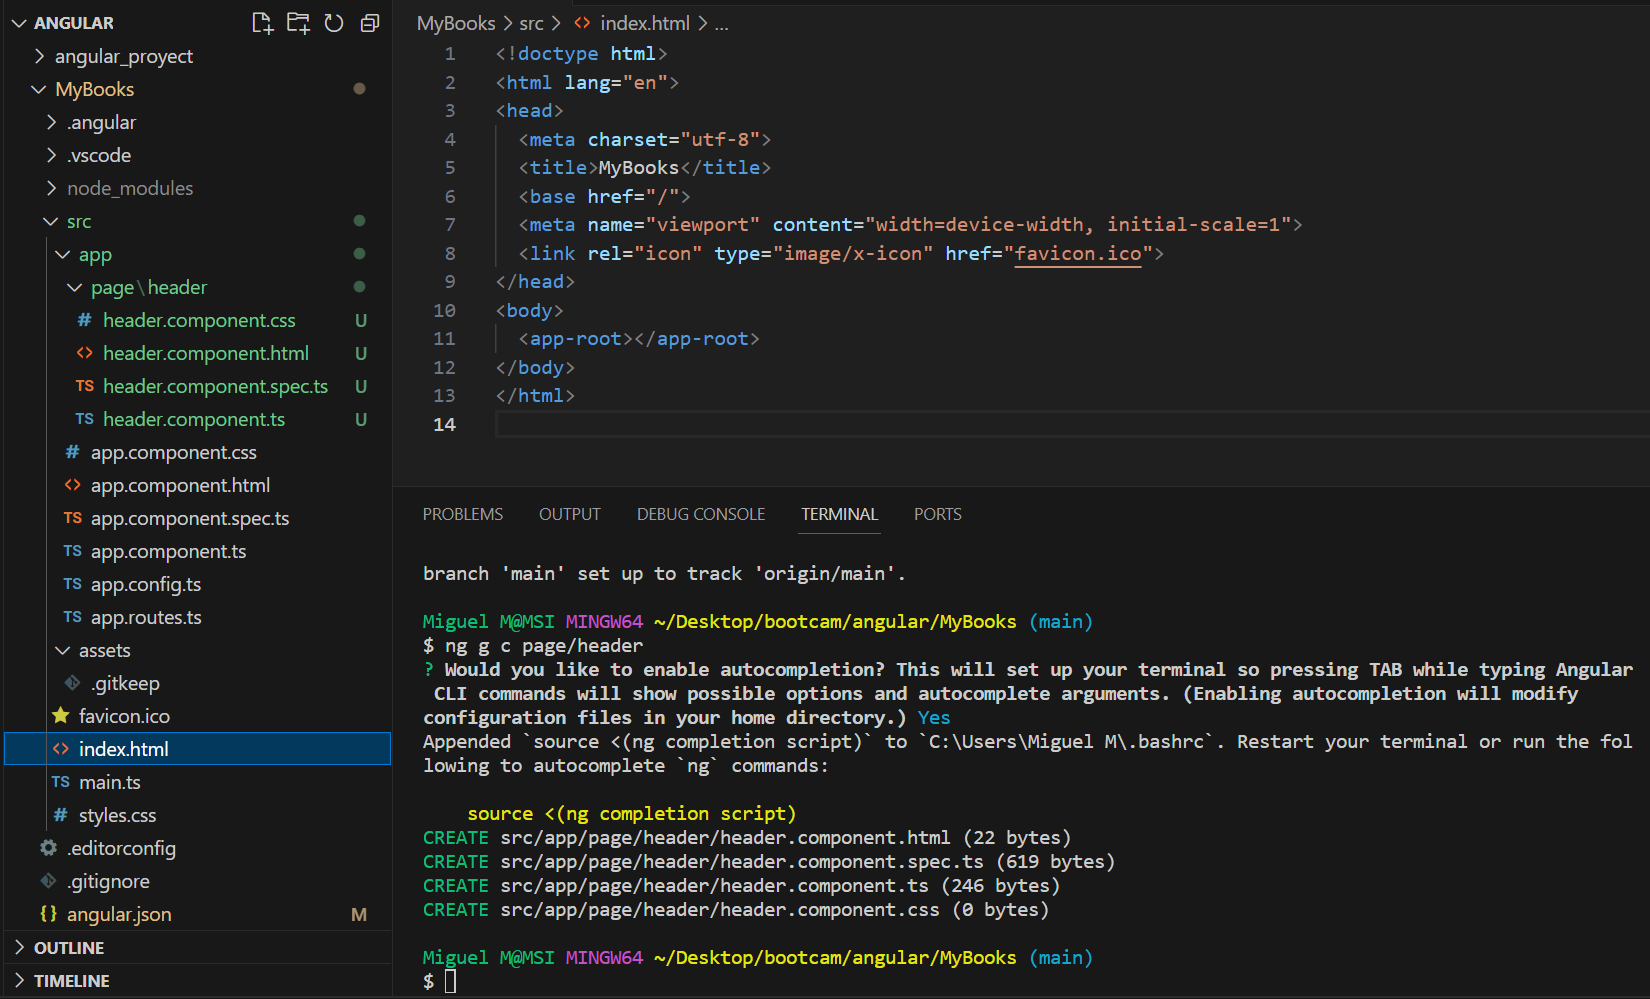 ANGULAR
angular_proyect
MyBooks
.angular
.vscode
node_modules
src
app
page\header
# header.component.css U
<> header.component.html U
TS header.component.spec.ts U
TS header.component.ts U
# app.component.css
<> app.component.html
TS app.component.spec.ts
TS app.component.ts
TS app.config.ts
TS app.routes.ts
assets
.gitkeep
favicon.ico
<> index.html
TS main.ts
# styles.css
.editorconfig
.gitignore
{} angular.json M
OUTLINE
TIMELINE
MyBooks > src > <> index.html > ...
1 <!doctype html>
2 <html lang="en">
3 <head>
4 <meta charset="utf-8">
5 <title>MyBooks</title>
6 <base href="/">
7 <meta name="viewport" content="width=device-width, initial-scale=1">
8 <link rel="icon" type="image/x-icon" href="favicon.ico">
9 </head>
10 <body>
11 <app-root></app-root>
12 </body>
13 </html>
14
PROBLEMS OUTPUT DEBUG CONSOLE TERMINAL PORTS
branch 'main' set up to track 'origin/main'.
Miguel M@MSI MINGW64 ~/Desktop/bootcam/angular/MyBooks (main)
$ ng g c page/header
? Would you like to enable autocompletion? This will set up your terminal so pressing TAB while typing Angular
CLI commands will show possible options and autocomplete arguments. (Enabling autocompletion will modify
configuration files in your home directory.) Yes
Appended `source <(ng completion script)` to `C:\Users\Miguel M\.bashrc`. Restart your terminal or run the fol
lowing to autocomplete `ng` commands:
source <(ng completion script)
CREATE src/app/page/header/header.component.html (22 bytes)
CREATE src/app/page/header/header.component.spec.ts (619 bytes)
CREATE src/app/page/header/header.component.ts (246 bytes)
CREATE src/app/page/header/header.component.css (0 bytes)
Miguel M@MSI MINGW64 ~/Desktop/bootcam/angular/MyBooks (main)
$